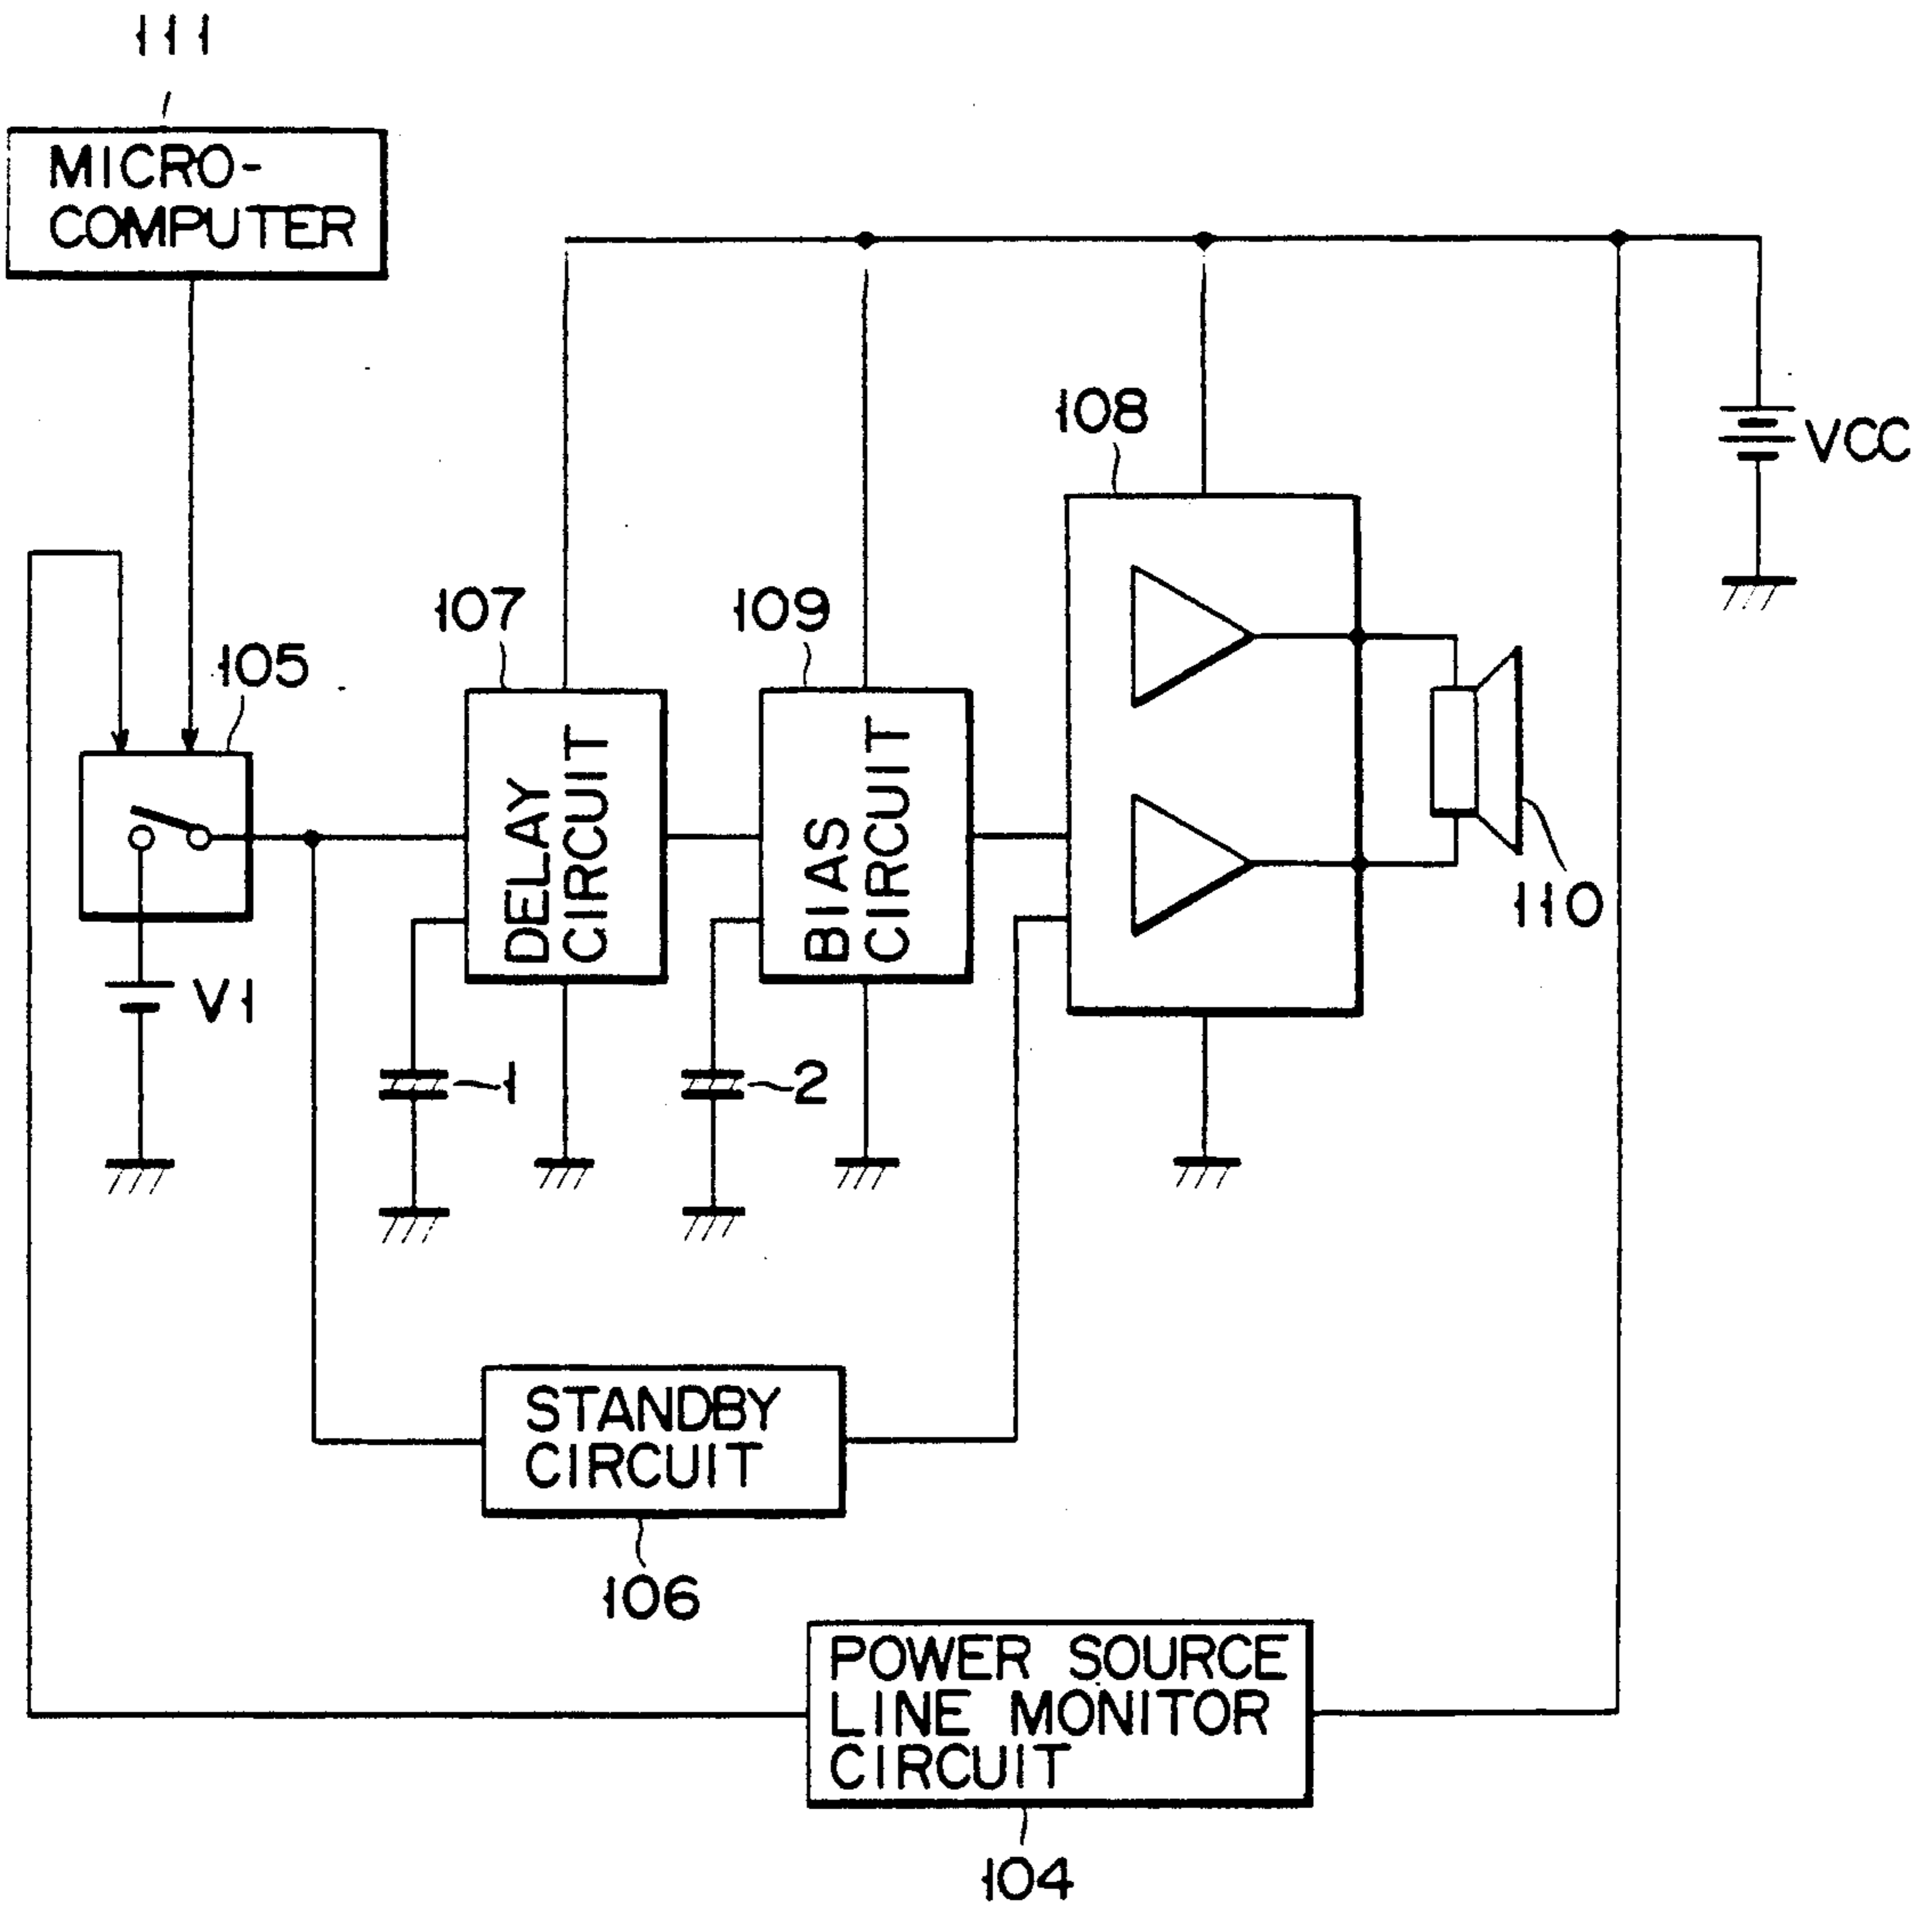 111
MICRO-
COMPUTER
108
VCC
107
109
105
DELAY
CIRCUIT
BIAS
CIRCUIT
110
V1
1
2
STANDBY
CIRCUIT
106
POWER SOURCE
LINE MONITOR
CIRCUIT
104